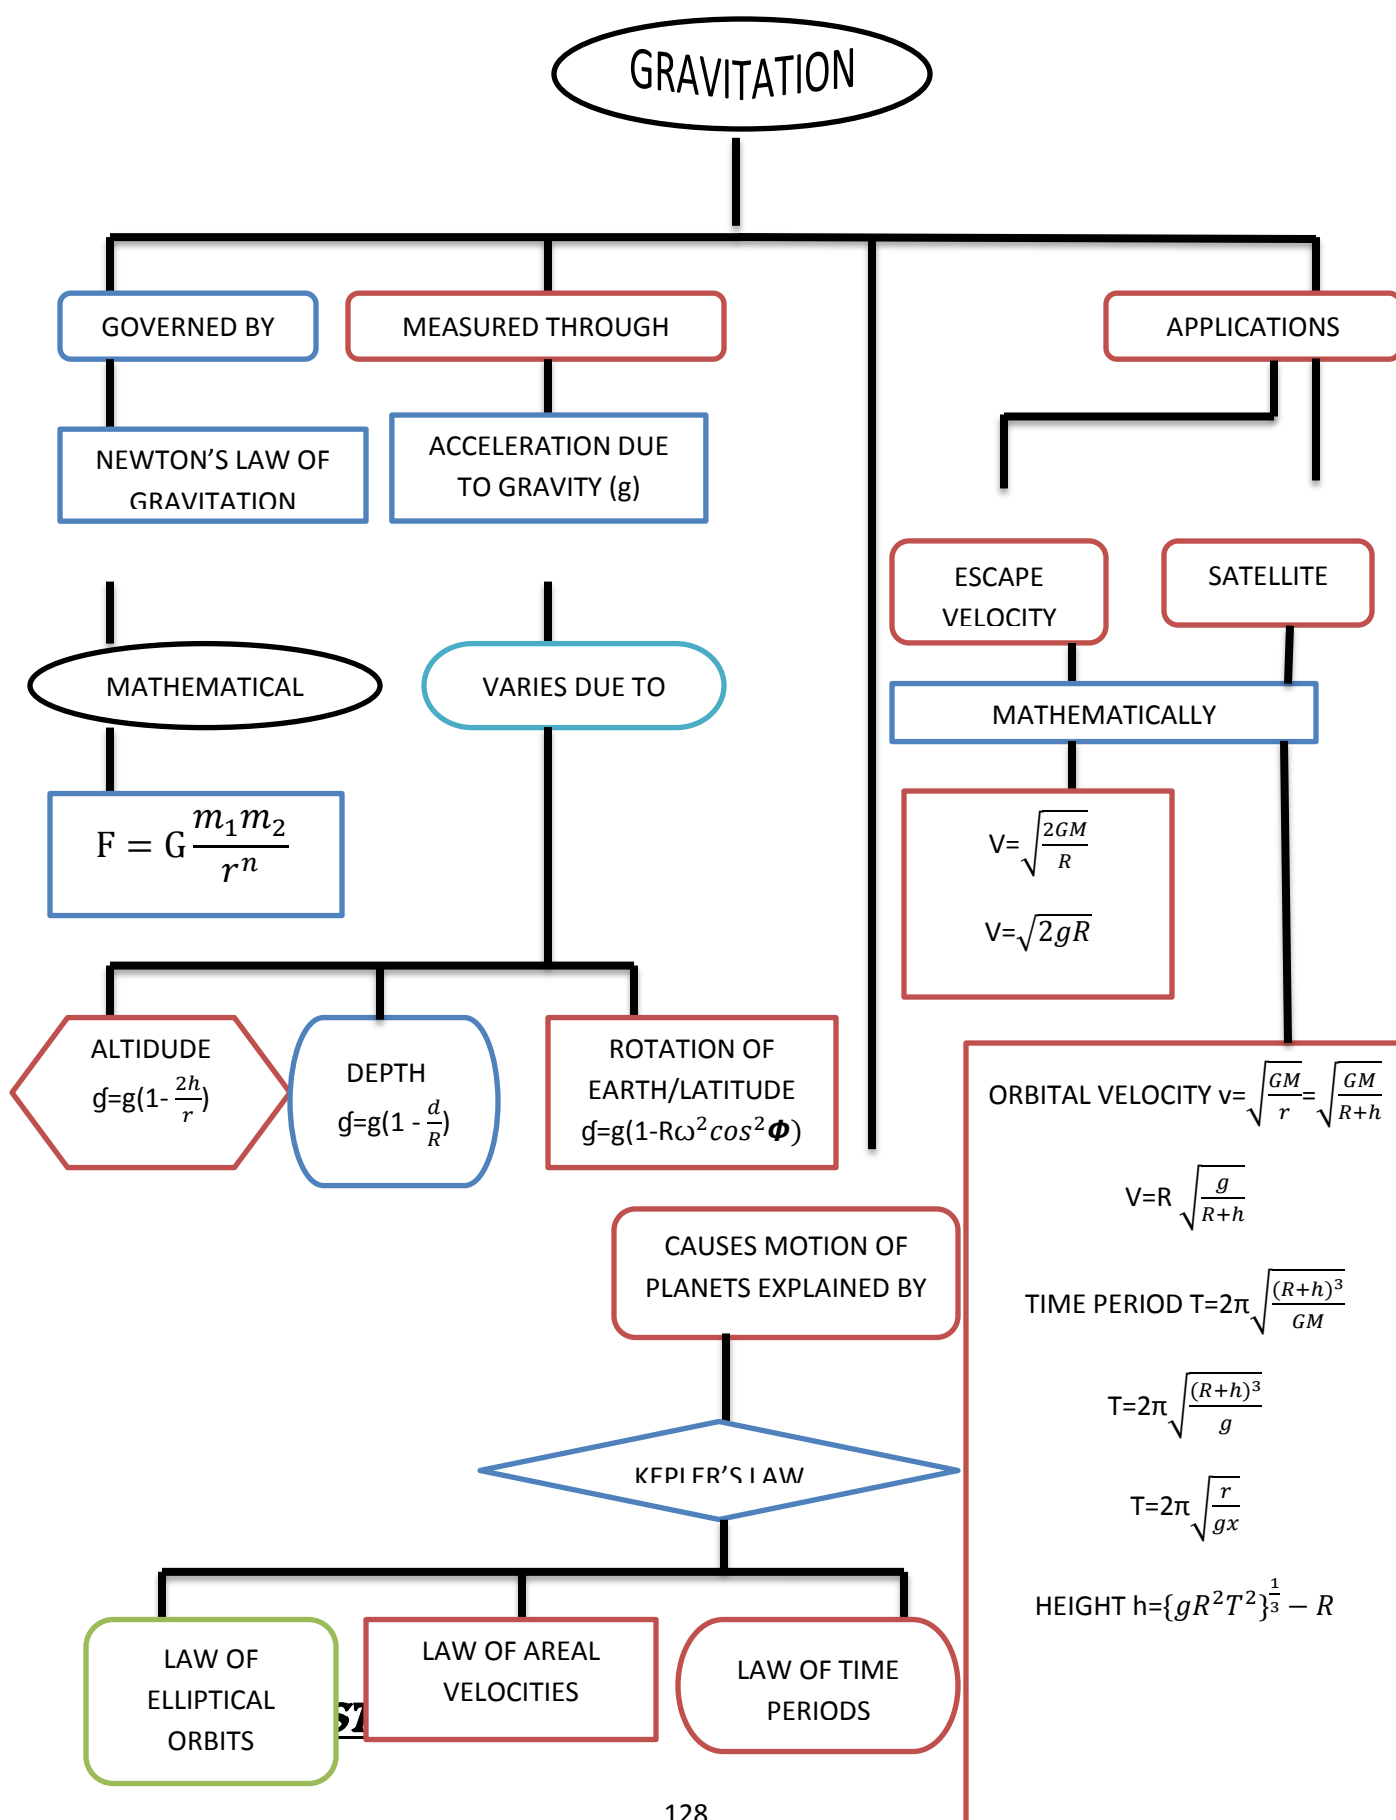 GRAVITATION
GOVERNED BY
MEASURED THROUGH
APPLICATIONS
NEWTON’S LAW OF
GRAVITATION
ACCELERATION DUE
TO GRAVITY (g)
ESCAPE
VELOCITY
SATELLITE
MATHEMATICAL
VARIES DUE TO
MATHEMATICALLY
F = G m₁m₂/rⁿ
V=√(2GM/R)
V=√(2gR)
ALTIDUDE
ɠ=g(1- 2h/r)
DEPTH
ɠ=g(1 - d/R)
ROTATION OF
EARTH/LATITUDE
ɠ=g(1-Rω²cos²Φ)
ORBITAL VELOCITY v=√(GM/r)=√(GM/(R+h))
V=R √(g/(R+h))
TIME PERIOD T=2π√((R+h)³/GM)
T=2π√((R+h)³/g)
T=2π√(r/gx)
HEIGHT h={gR²T²}^(1/3) − R
CAUSES MOTION OF
PLANETS EXPLAINED BY
KEPLER’S LAW
LAW OF
ELLIPTICAL
ORBITS
LAW OF AREAL
VELOCITIES
LAW OF TIME
PERIODS
128